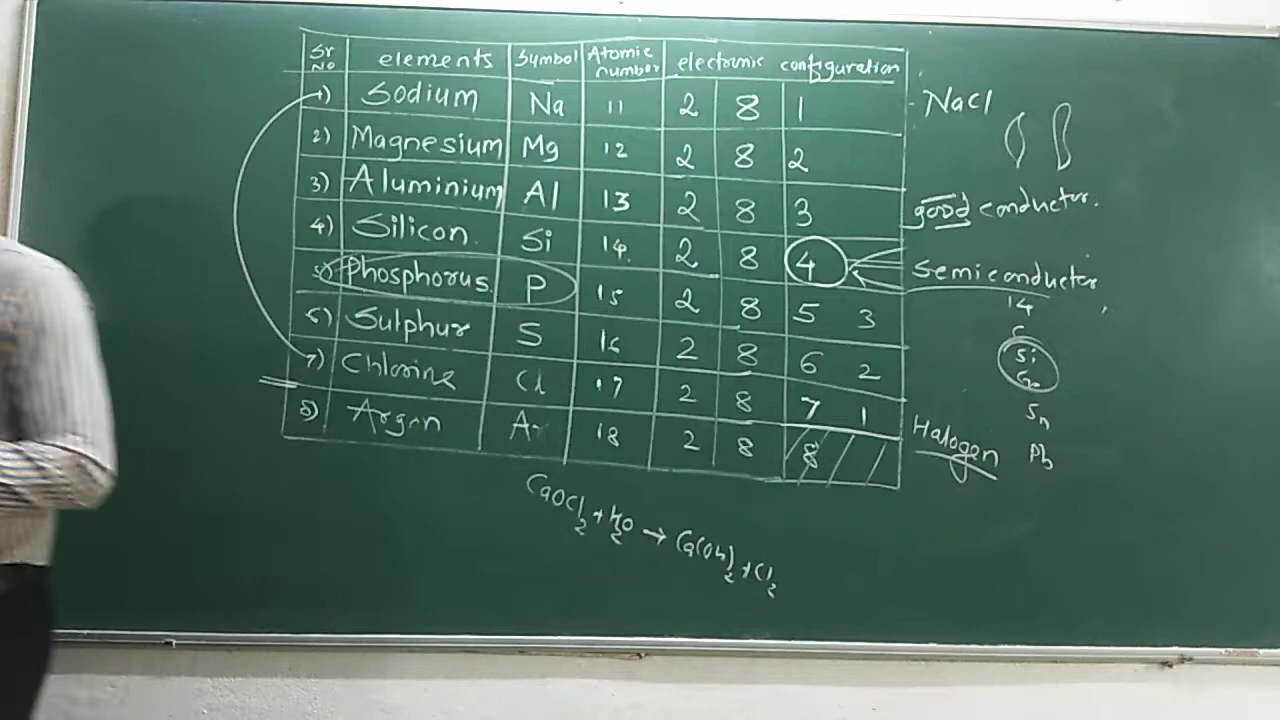 Sr No elements Symbol Atomic number electronic configuration
1) Sodium Na 11 2 8 1
2) Magnesium Mg 12 2 8 2
3) Aluminium Al 13 2 8 3
4) Silicon Si 14 2 8 4
5) Phosphorus P 15 2 8 5 3
6) Sulphur S 16 2 8 6 2
7) Chlorine Cl 17 2 8 7 1
8) Argon Ar 18 2 8 8
NaCl
good conductor.
Semiconductor
14
C
Si
Ge
Sn
Pb
Halogen
CaOCl2 + H2O → Ca(OH)2 + Cl2